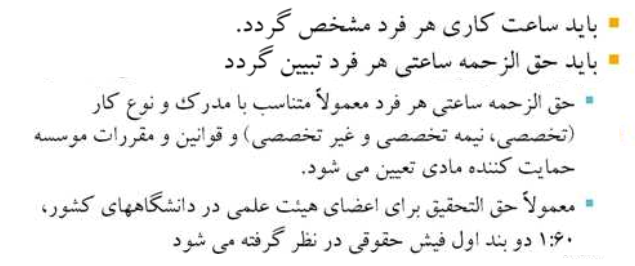 باید ساعت کاری هر فرد مشخص گردد.
باید حق الزحمه ساعتی هر فرد تبیین گردد
حق الزحمه ساعتی هر فرد معمولاً متناسب با مدرک و نوع کار
(تخصصی، نیمه تخصصی و غیر تخصصی) و قوانین و مقررات موسسه
حمایت کننده مادی تعیین می شود.
معمولاً حق التحقیق برای اعضای هیئت علمی در دانشگاههای کشور،
۱:۶۰ دو بند اول فیش حقوقی در نظر گرفته می شود